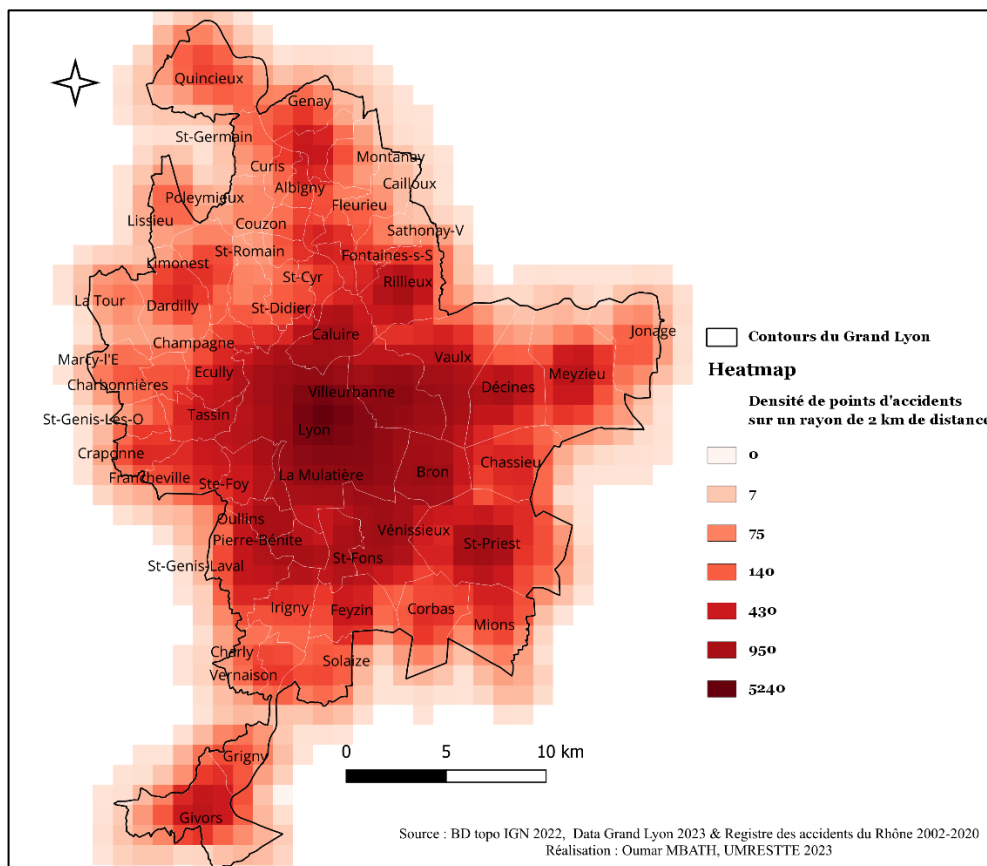 Quincieux
Genay
St-Germain
Montanay
Curis
Cailloux
Albigny
Poleymieux
Fleurieu
Lissieu
Couzon
Sathonay-V
St-Romain
Fontaines-s-S
Limonest
St-Cyr
Rillieux
La Tour
Dardilly
St-Didier
Jonage
Caluire
Champagne
Vaulx
Marcy-l'E
Ecully
Meyzieu
Charbonnières
Villeurbanne
Décines
St-Genis-Les-O
Tassin
Lyon
Craponne
Chassieu
Francheville
Ste-Foy
La Mulatière
Bron
Oullins
Vénissieux
Pierre-Bénite
St-Priest
St-Genis-Laval
St-Fons
Irigny
Feyzin
Corbas
Mions
Charly
Solaize
Vernaison
Grigny
Givors
Contours du Grand Lyon
Heatmap
Densité de points d'accidents
sur un rayon de 2 km de distance
0
7
75
140
430
950
5240
0 5 10 km
Source : BD topo IGN 2022, Data Grand Lyon 2023 & Registre des accidents du Rhône 2002-2020
Réalisation : Oumar MBATH, UMRESTTE 2023